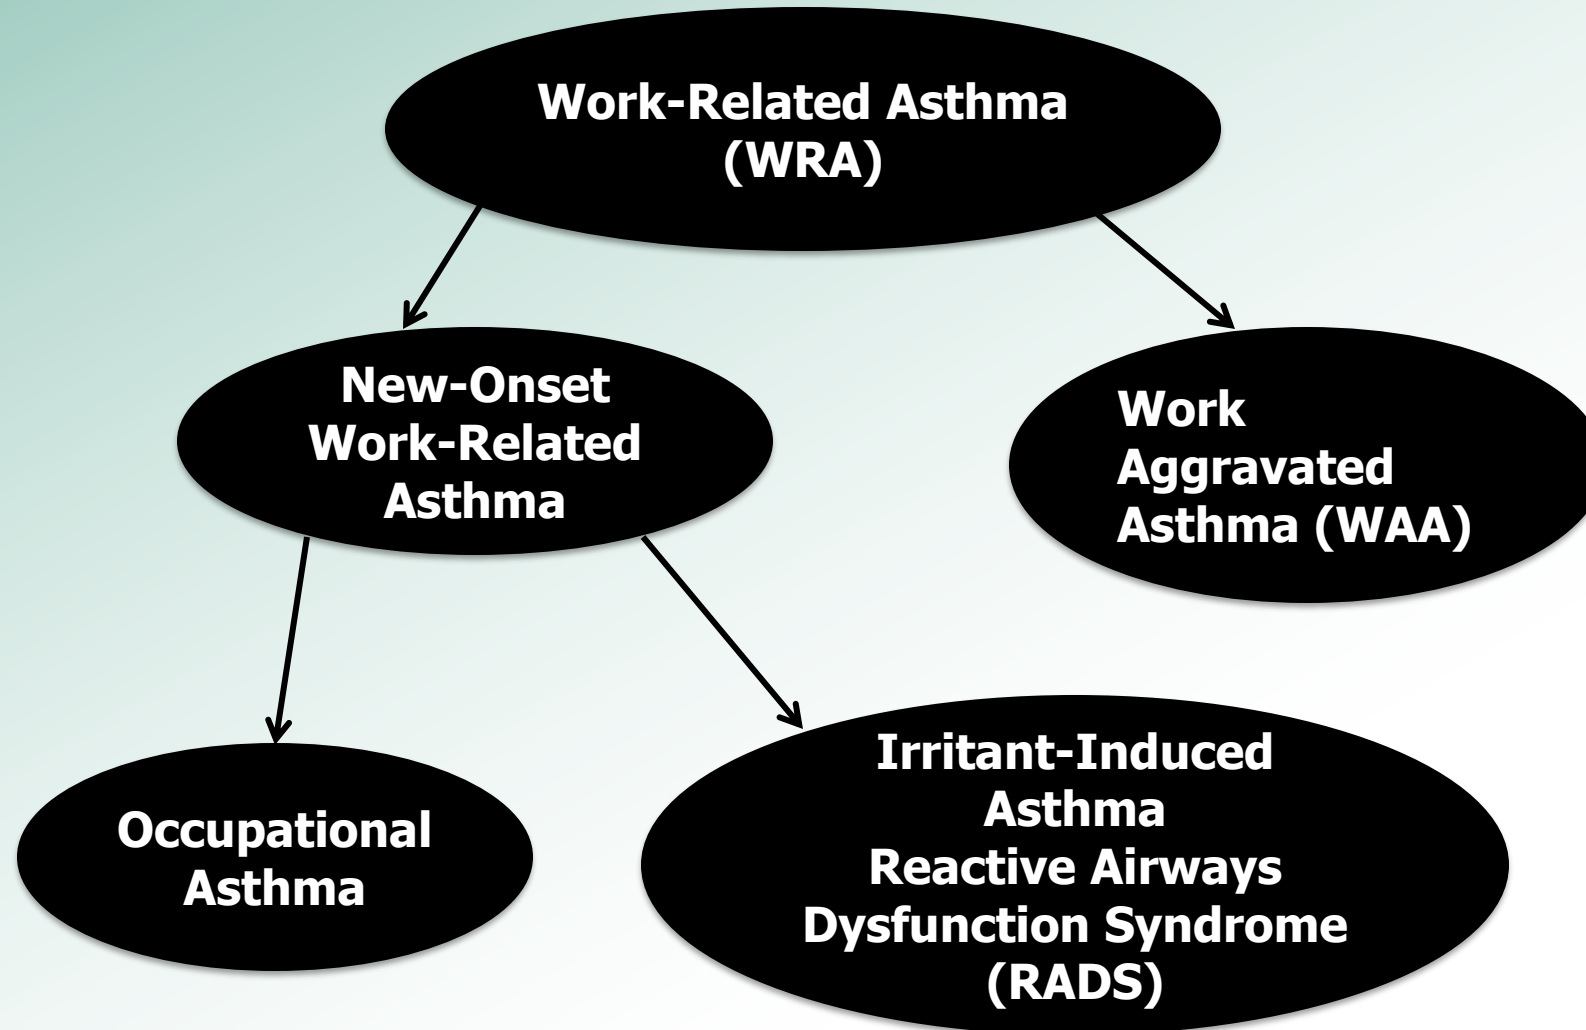 Work-Related Asthma
(WRA)
New-Onset
Work-Related
Asthma
Work
Aggravated
Asthma (WAA)
Occupational
Asthma
Irritant-Induced
Asthma
Reactive Airways
Dysfunction Syndrome
(RADS)